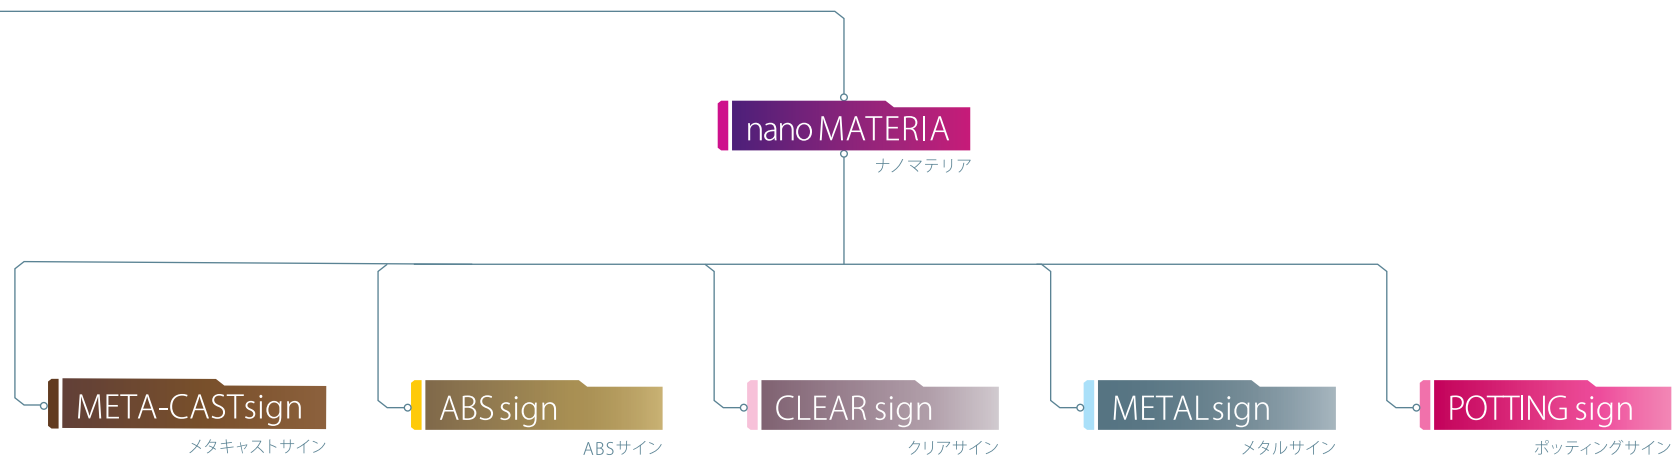 nano MATERIA
ナノマテリア
META-CASTsign
メタキャストサイン
ABS sign
ABSサイン
CLEAR sign
クリアサイン
METAL sign
メタルサイン
POTTING sign
ポッティングサイン